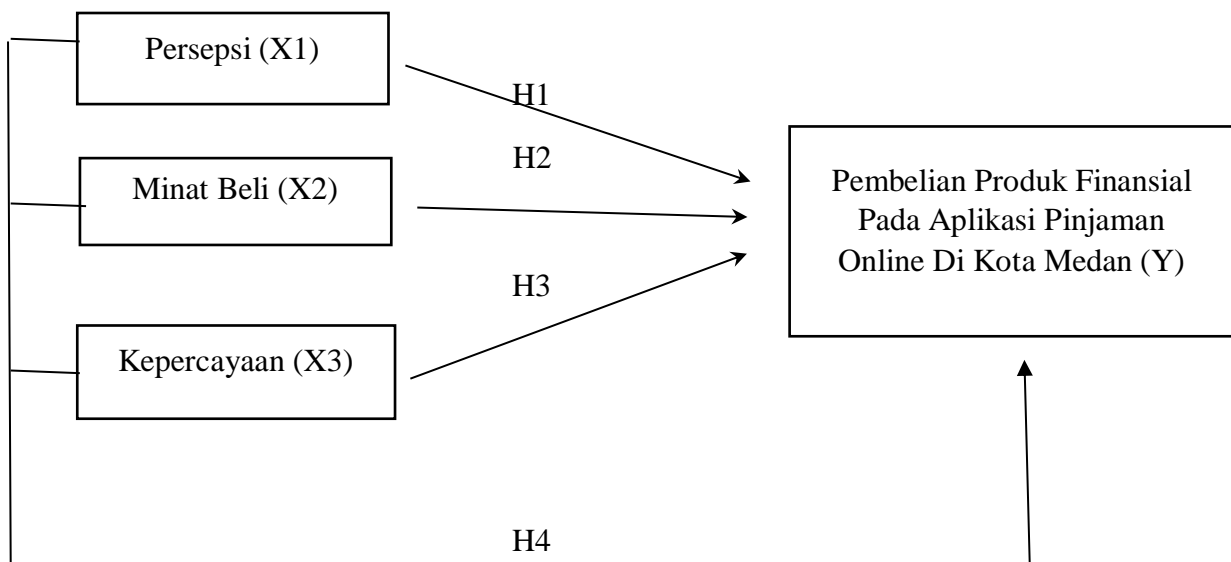 Persepsi (X1)
H1
H2
Minat Beli (X2)
Pembelian Produk Finansial
Pada Aplikasi Pinjaman
Online Di Kota Medan (Y)
H3
Kepercayaan (X3)
H4